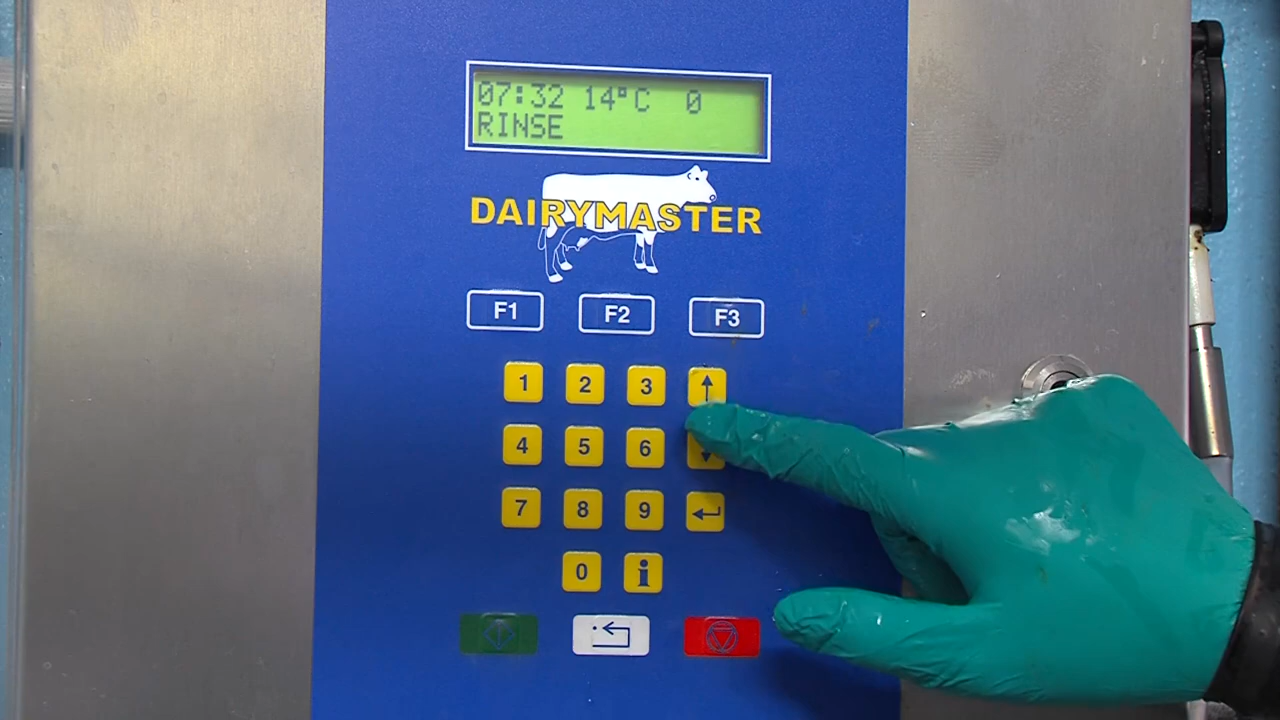 07:32 14°C 0
RINSE
DAIRYMASTER
F1 F2 F3
1 2 3 ↑
4 5 6 ↓
7 8 9 ↵
0 i